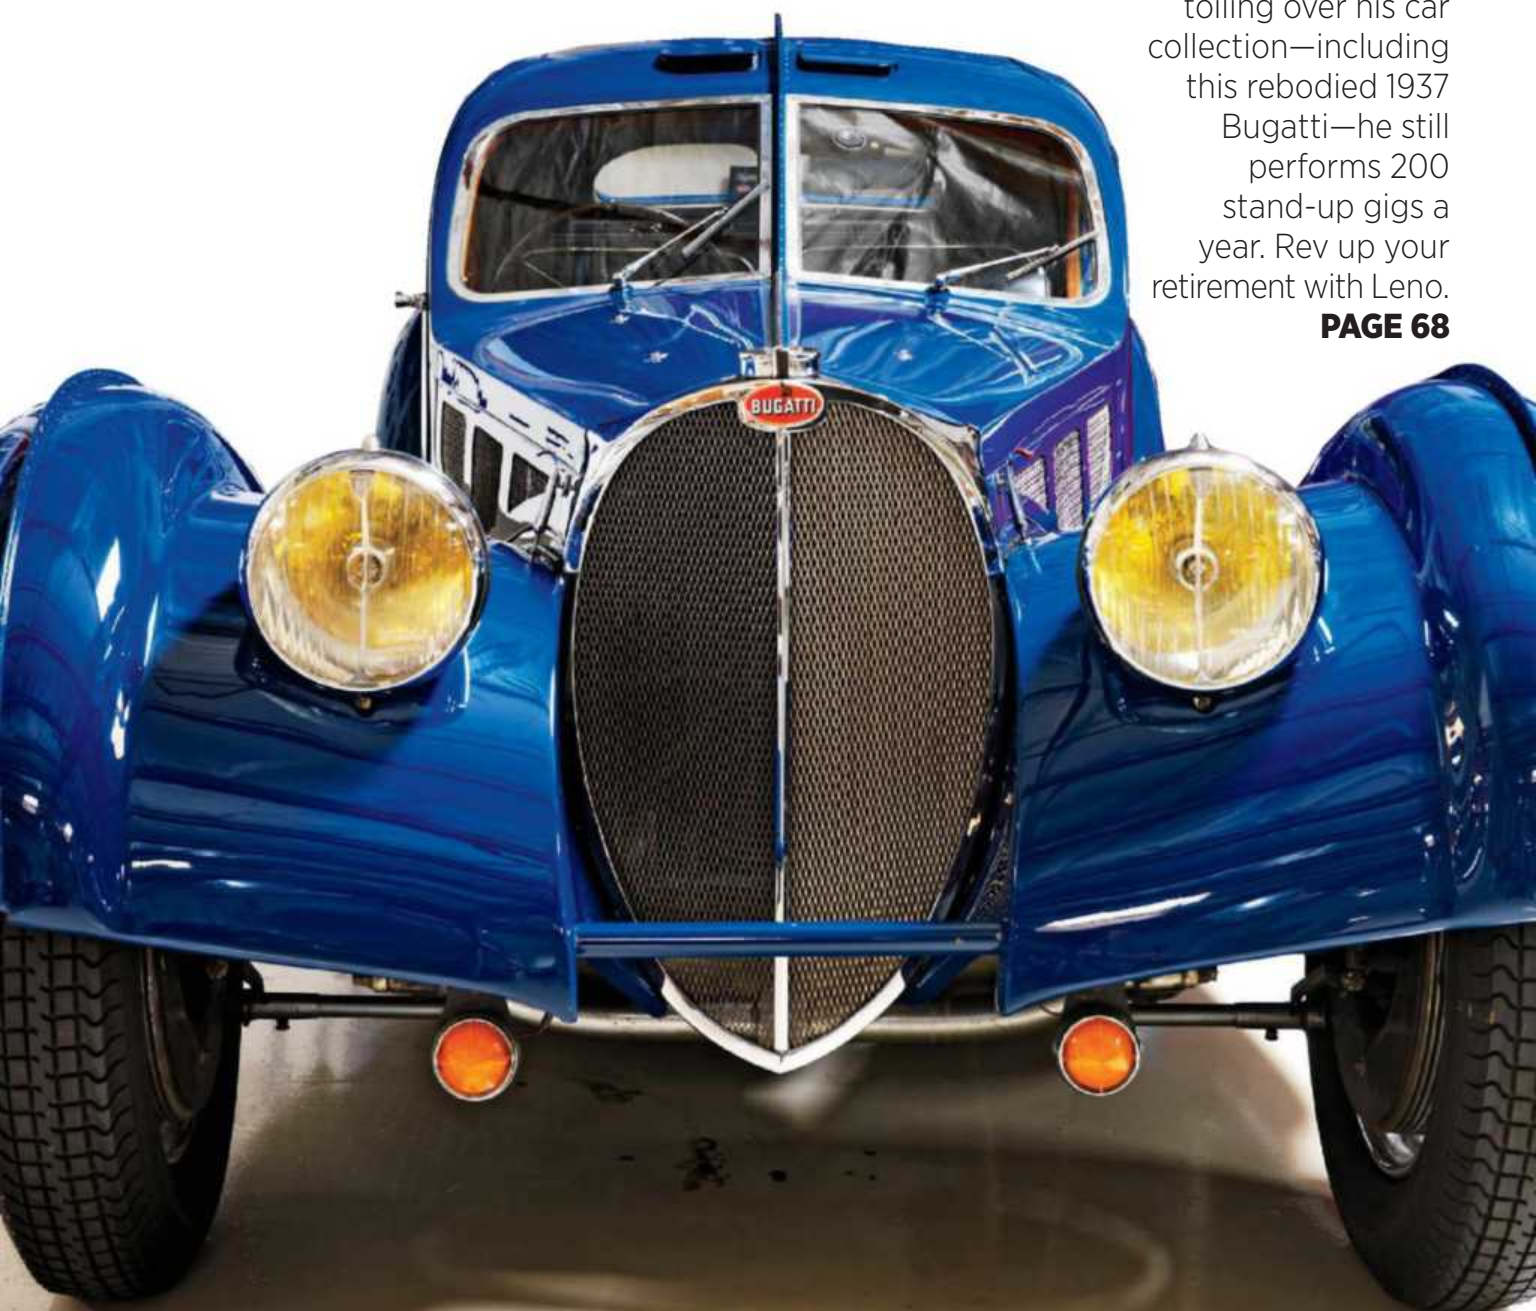 toiling over his car
collection—including
this rebodied 1937
Bugatti—he still
performs 200
stand-up gigs a
year. Rev up your
retirement with Leno.
PAGE 68
BUGATTI